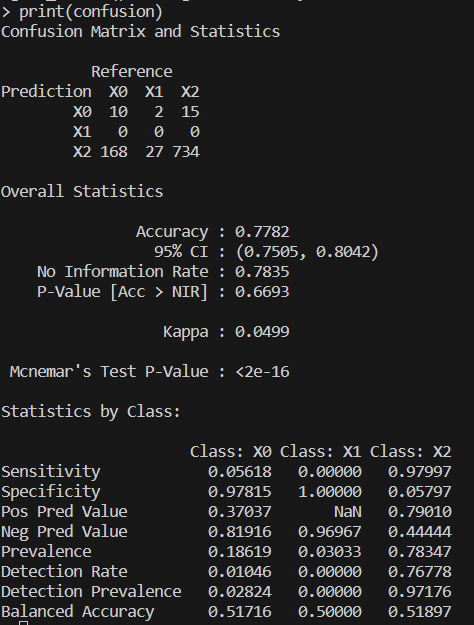 > print(confusion)
Confusion Matrix and Statistics
Reference
Prediction X0 X1 X2
X0 10 2 15
X1 0 0 0
X2 168 27 734
Overall Statistics
Accuracy : 0.7782
95% CI : (0.7505, 0.8042)
No Information Rate : 0.7835
P-Value [Acc > NIR] : 0.6693
Kappa : 0.0499
Mcnemar's Test P-Value : <2e-16
Statistics by Class:
Class: X0 Class: X1 Class: X2
Sensitivity 0.05618 0.00000 0.97997
Specificity 0.97815 1.00000 0.05797
Pos Pred Value 0.37037 NaN 0.79010
Neg Pred Value 0.81916 0.96967 0.44444
Prevalence 0.18619 0.03033 0.78347
Detection Rate 0.01046 0.00000 0.76778
Detection Prevalence 0.02824 0.00000 0.97176
Balanced Accuracy 0.51716 0.50000 0.51897